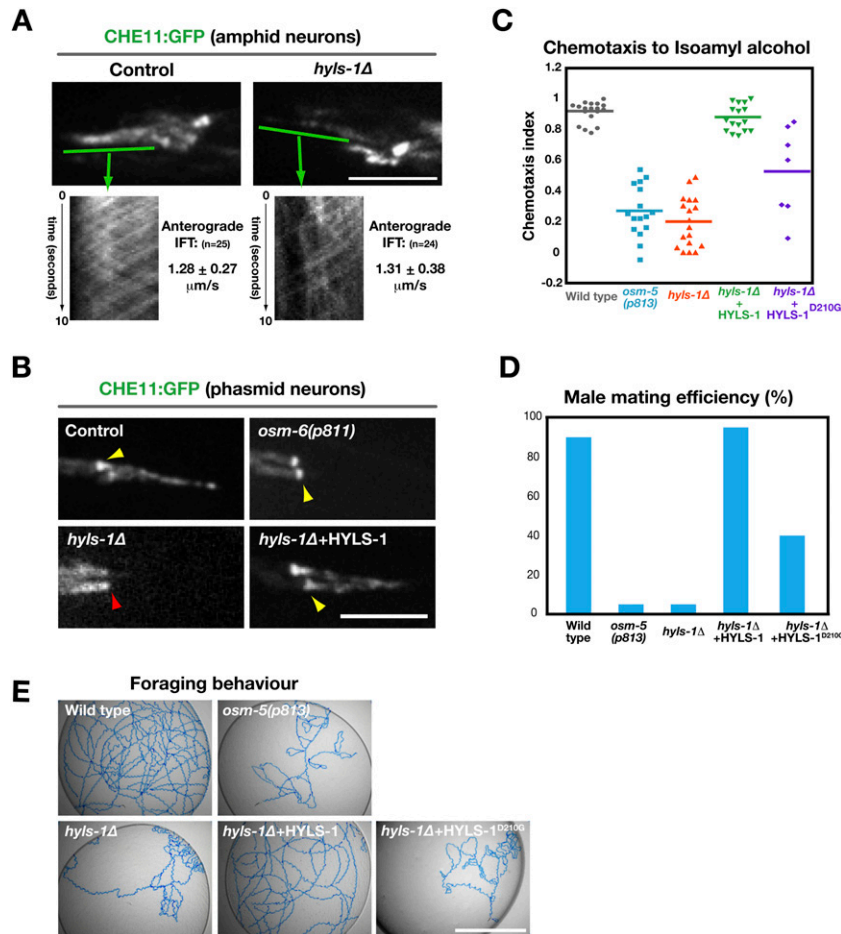 A
CHE11:GFP (amphid neurons)
Control
hyls-1Δ
0
time (seconds)
10
Anterograde
IFT: (n=25)
1.28 ± 0.27
μm/s
0
time (seconds)
10
Anterograde
IFT: (n=24)
1.31 ± 0.38
μm/s
B
CHE11:GFP (phasmid neurons)
Control
osm-6(p811)
hyls-1Δ
hyls-1Δ+HYLS-1
C
Chemotaxis to Isoamyl alcohol
Chemotaxis index
1.2
1
0.8
0.6
0.4
0.2
0
-0.2
Wild type
osm-5
(p813)
hyls-1Δ
hyls-1Δ
+
HYLS-1
hyls-1Δ
+
HYLS-1D210G
D
Male mating efficiency (%)
100
80
60
40
20
0
Wild
type
osm-5
(p813)
hyls-1Δ
hyls-1Δ
+HYLS-1
hyls-1Δ
+HYLS-1D210G
E
Foraging behaviour
Wild type
osm-5(p813)
hyls-1Δ
hyls-1Δ+HYLS-1
hyls-1Δ+HYLS-1D210G